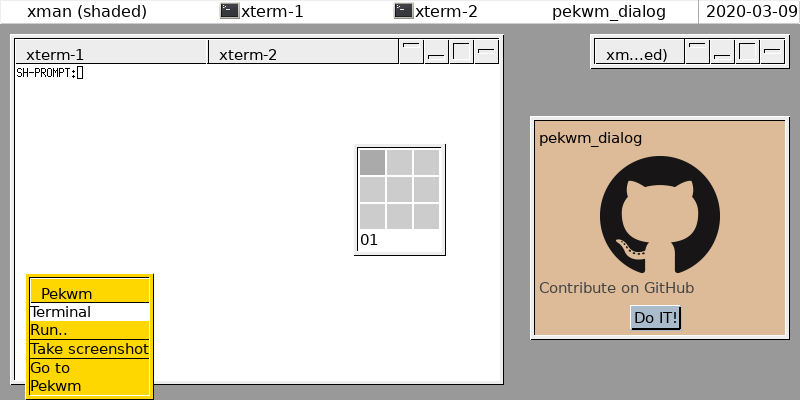 xman (shaded) xterm-1 xterm-2 pekwm_dialog 2020-03-09
xterm-1 xterm-2
xm...ed)
SH-PROMPT:
pekwm_dialog
01
Contribute on GitHub
Do IT!
Pekwm
Terminal
Run..
Take screenshot
Go to
Pekwm